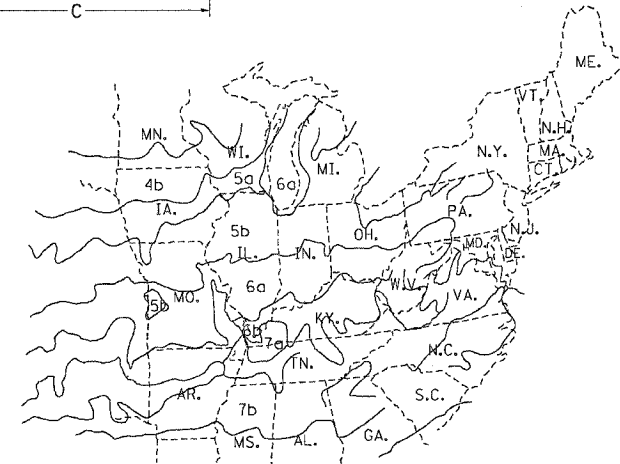 C
ME.
VT.
MN.
N.H.
WI.
N.Y.
MA.
MI.
CT.
4b
5a
6a
IA.
PA.
5b
OH.
N.J.
IL.
IN.
MD.
DE.
W.V.
6a
MO.
VA.
5b
KY.
6b
7a
N.C.
TN.
AR.
S.C.
7b
MS.
AL.
GA.